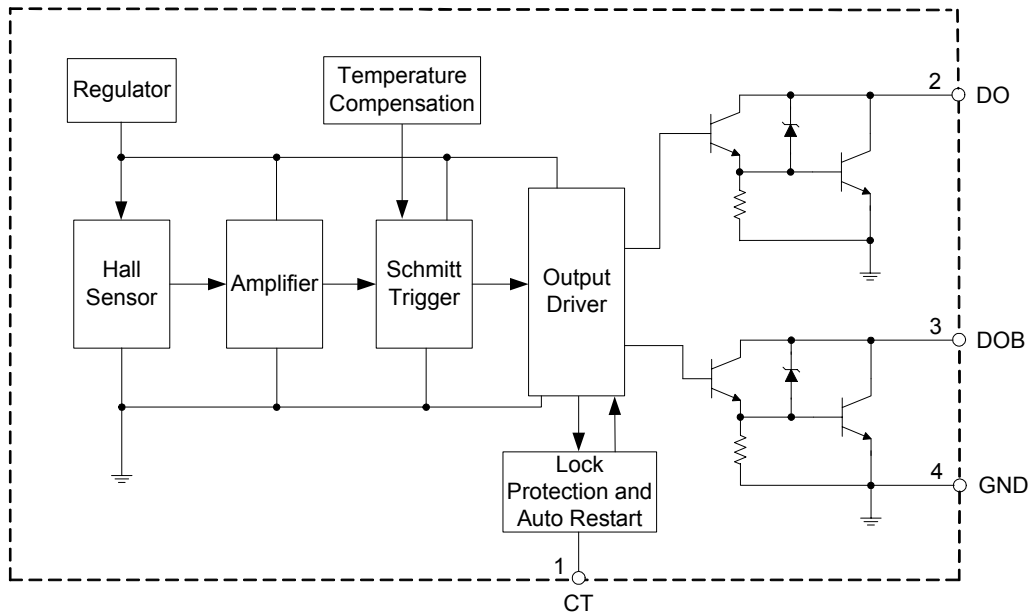 Regulator
Temperature
Compensation
2
DO
Hall
Sensor
Amplifier
Schmitt
Trigger
Output
Driver
3
DOB
Lock
Protection and
Auto Restart
4
GND
1
CT